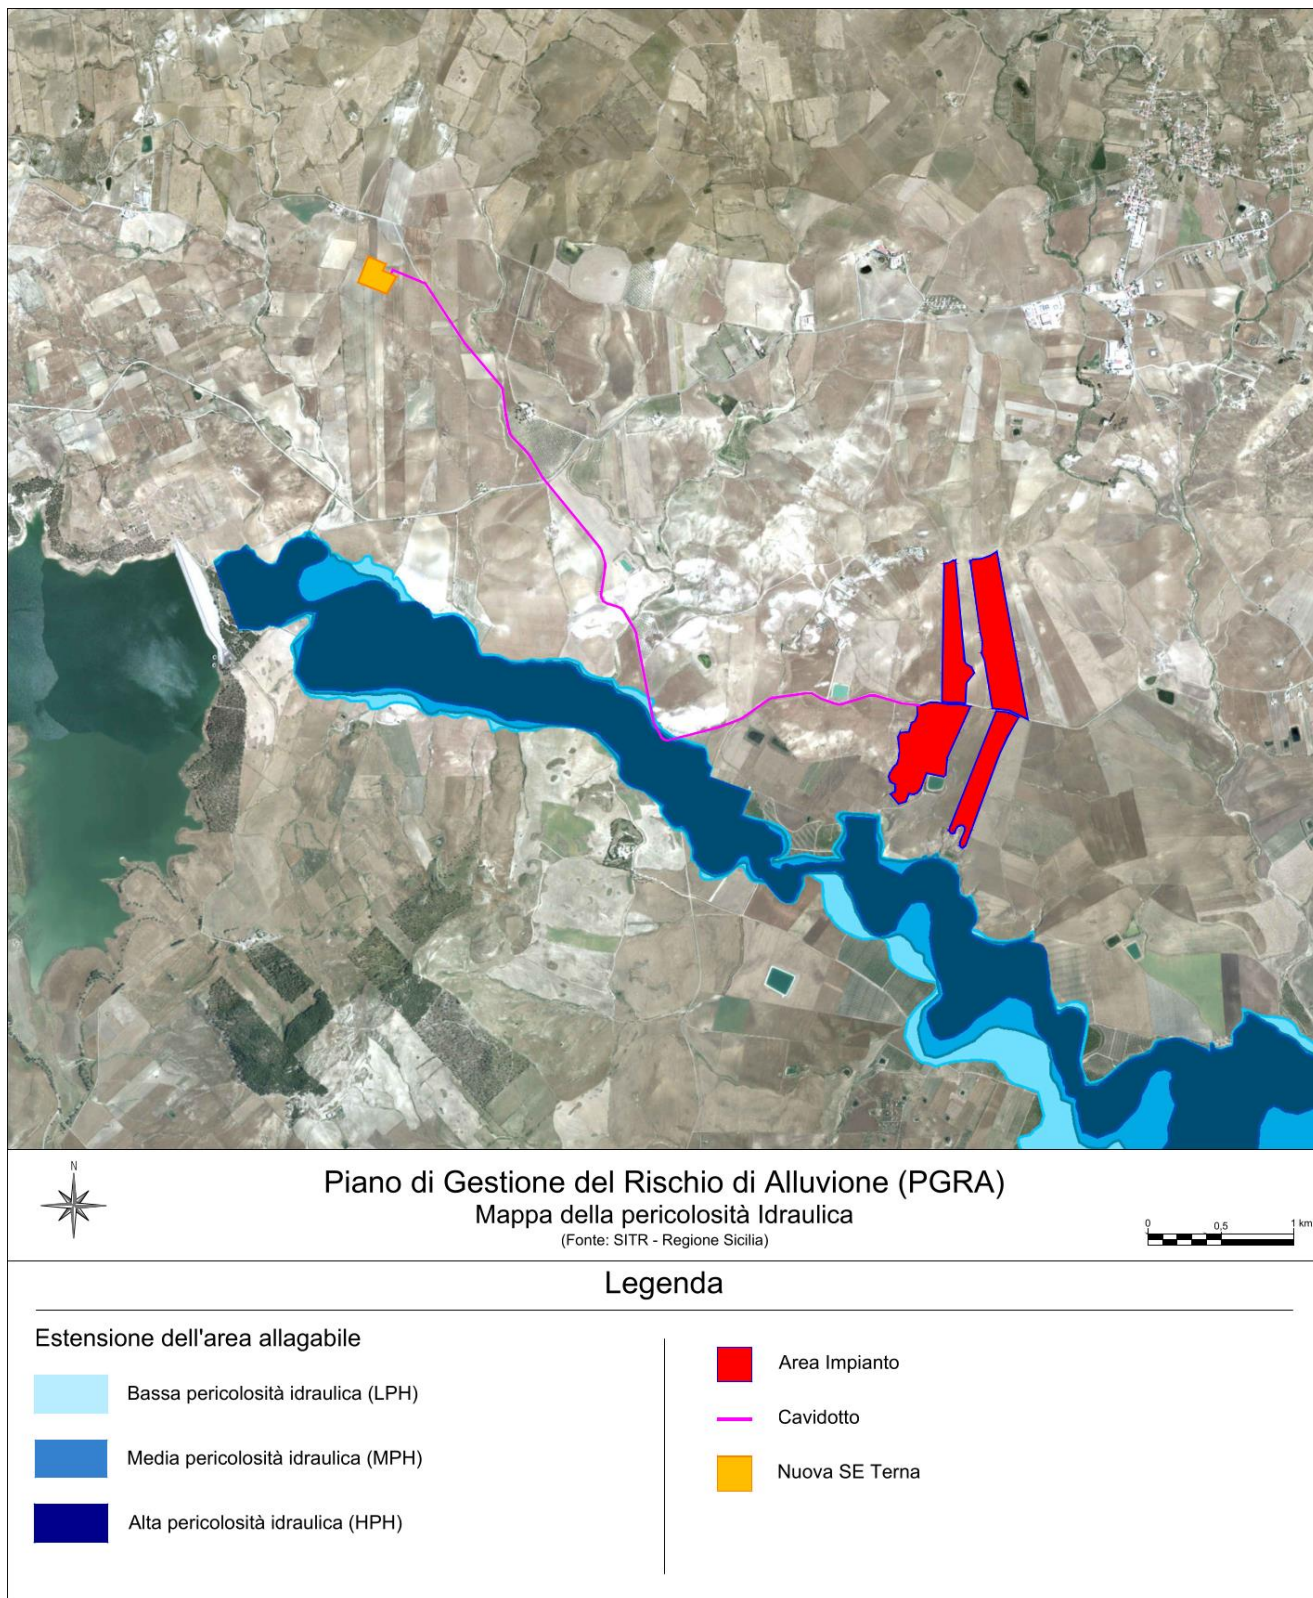 N
Piano di Gestione del Rischio di Alluvione (PGRA)
Mappa della pericolosità Idraulica
(Fonte: SITR - Regione Sicilia)
0 0,5 1 km
Legenda
Estensione dell'area allagabile
Bassa pericolosità idraulica (LPH)
Media pericolosità idraulica (MPH)
Alta pericolosità idraulica (HPH)
Area Impianto
Cavidotto
Nuova SE Terna